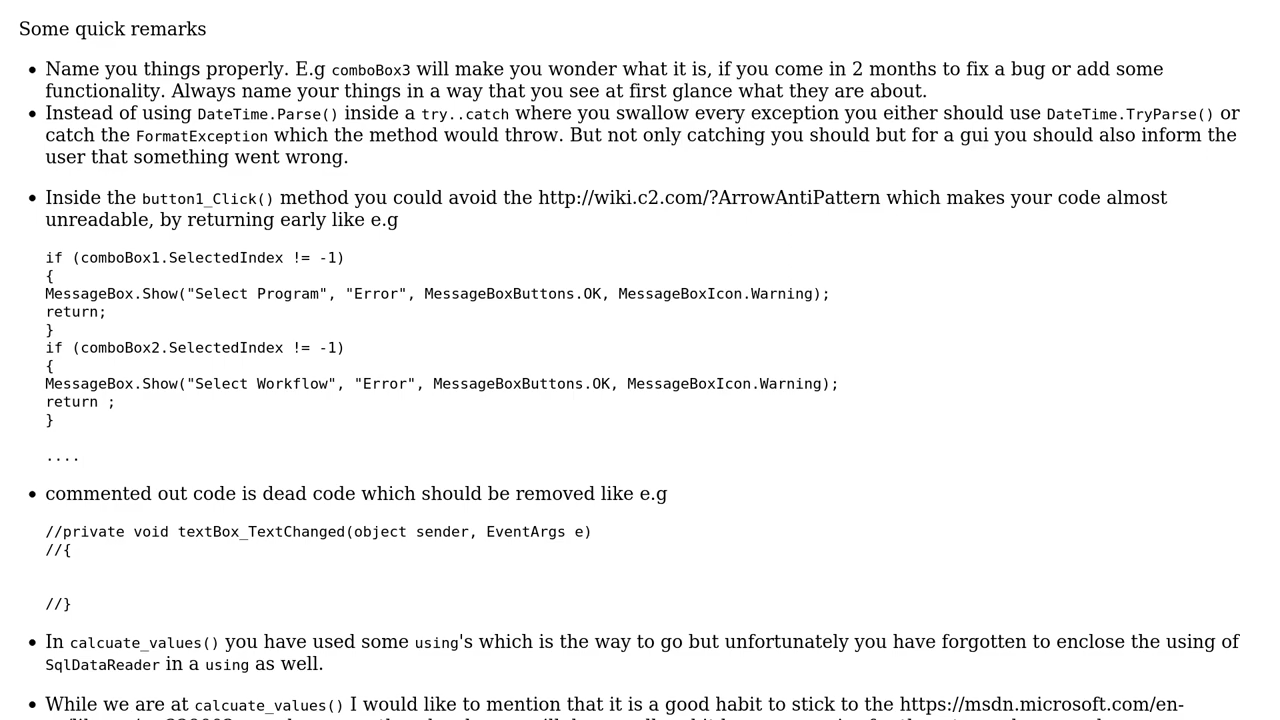 Some quick remarks
Name you things properly. E.g comboBox3 will make you wonder what it is, if you come in 2 months to fix a bug or add some
functionality. Always name your things in a way that you see at first glance what they are about.
Instead of using DateTime.Parse() inside a try..catch where you swallow every exception you either should use DateTime.TryParse() or
catch the FormatException which the method would throw. But not only catching you should but for a gui you should also inform the
user that something went wrong.
Inside the button1_Click() method you could avoid the http://wiki.c2.com/?ArrowAntiPattern which makes your code almost
unreadable, by returning early like e.g
if (comboBox1.SelectedIndex != -1)
{
MessageBox.Show("Select Program", "Error", MessageBoxButtons.OK, MessageBoxIcon.Warning);
return;
}
if (comboBox2.SelectedIndex != -1)
{
MessageBox.Show("Select Workflow", "Error", MessageBoxButtons.OK, MessageBoxIcon.Warning);
return ;
}
....
commented out code is dead code which should be removed like e.g
//private void textBox_TextChanged(object sender, EventArgs e)
//{
//}
In calcuate_values() you have used some using's which is the way to go but unfortunately you have forgotten to enclose the using of
SqlDataReader in a using as well.
While we are at calcuate_values() I would like to mention that it is a good habit to stick to the https://msdn.microsoft.com/en-